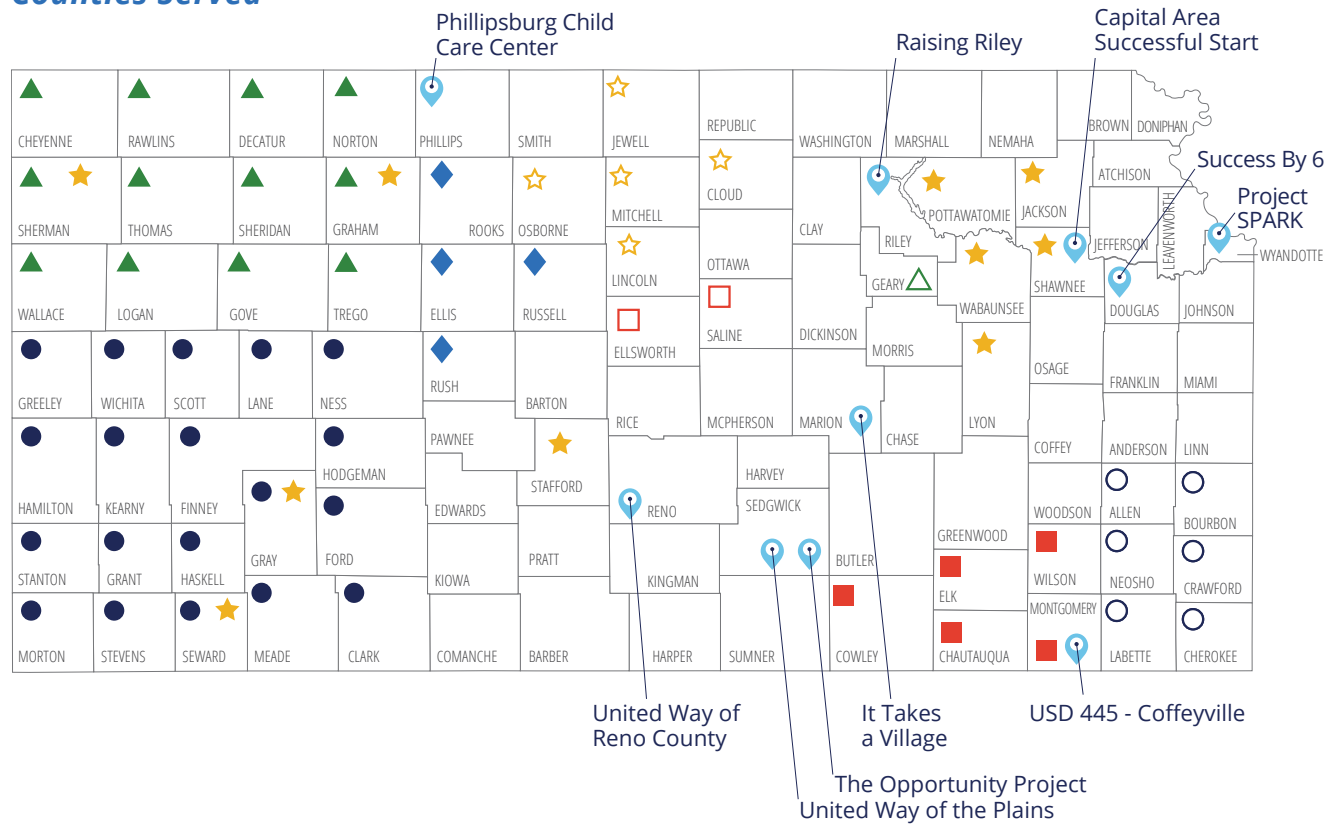 Counties Served
Phillipsburg Child
Care Center
Raising Riley
Capital Area
Successful Start
CHEYENNE
RAWLINS
DECATUR
NORTON
PHILLIPS
SMITH
JEWELL
REPUBLIC
WASHINGTON
MARSHALL
NEMAHA
BROWN
DONIPHAN
Success By 6
Project
SPARK
SHERMAN
THOMAS
SHERIDAN
GRAHAM
ROOKS
OSBORNE
MITCHELL
CLOUD
CLAY
RILEY
POTTAWATOMIE
JACKSON
ATCHISON
JEFFERSON
LEAVENWORTH
WYANDOTTE
WALLACE
LOGAN
GOVE
TREGO
ELLIS
RUSSELL
LINCOLN
OTTAWA
GEARY
WABAUNSEE
SHAWNEE
DOUGLAS
JOHNSON
ELLSWORTH
SALINE
DICKINSON
MORRIS
OSAGE
FRANKLIN
MIAMI
GREELEY
WICHITA
SCOTT
LANE
NESS
RUSH
BARTON
RICE
MCPHERSON
MARION
CHASE
LYON
COFFEY
ANDERSON
LINN
HAMILTON
KEARNY
FINNEY
HODGEMAN
PAWNEE
STAFFORD
EDWARDS
RENO
HARVEY
SEDGWICK
BUTLER
GREENWOOD
WOODSON
ALLEN
BOURBON
STANTON
GRANT
HASKELL
GRAY
FORD
KIOWA
PRATT
KINGMAN
ELK
WILSON
NEOSHO
CRAWFORD
MORTON
STEVENS
SEWARD
MEADE
CLARK
COMANCHE
BARBER
HARPER
SUMNER
COWLEY
CHAUTAUQUA
MONTGOMERY
LABETTE
CHEROKEE
United Way of
Reno County
It Takes
a Village
USD 445 - Coffeyville
The Opportunity Project
United Way of the Plains